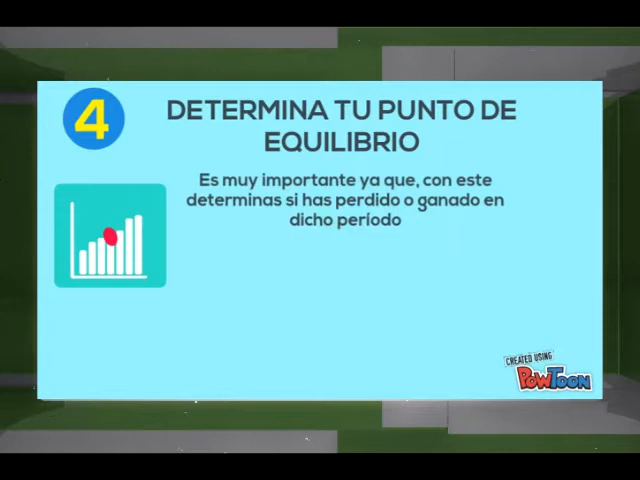 4
DETERMINA TU PUNTO DE
EQUILIBRIO
Es muy importante ya que, con este
determinas si has perdido o ganado en
dicho período
CREATED USING
POWTOON